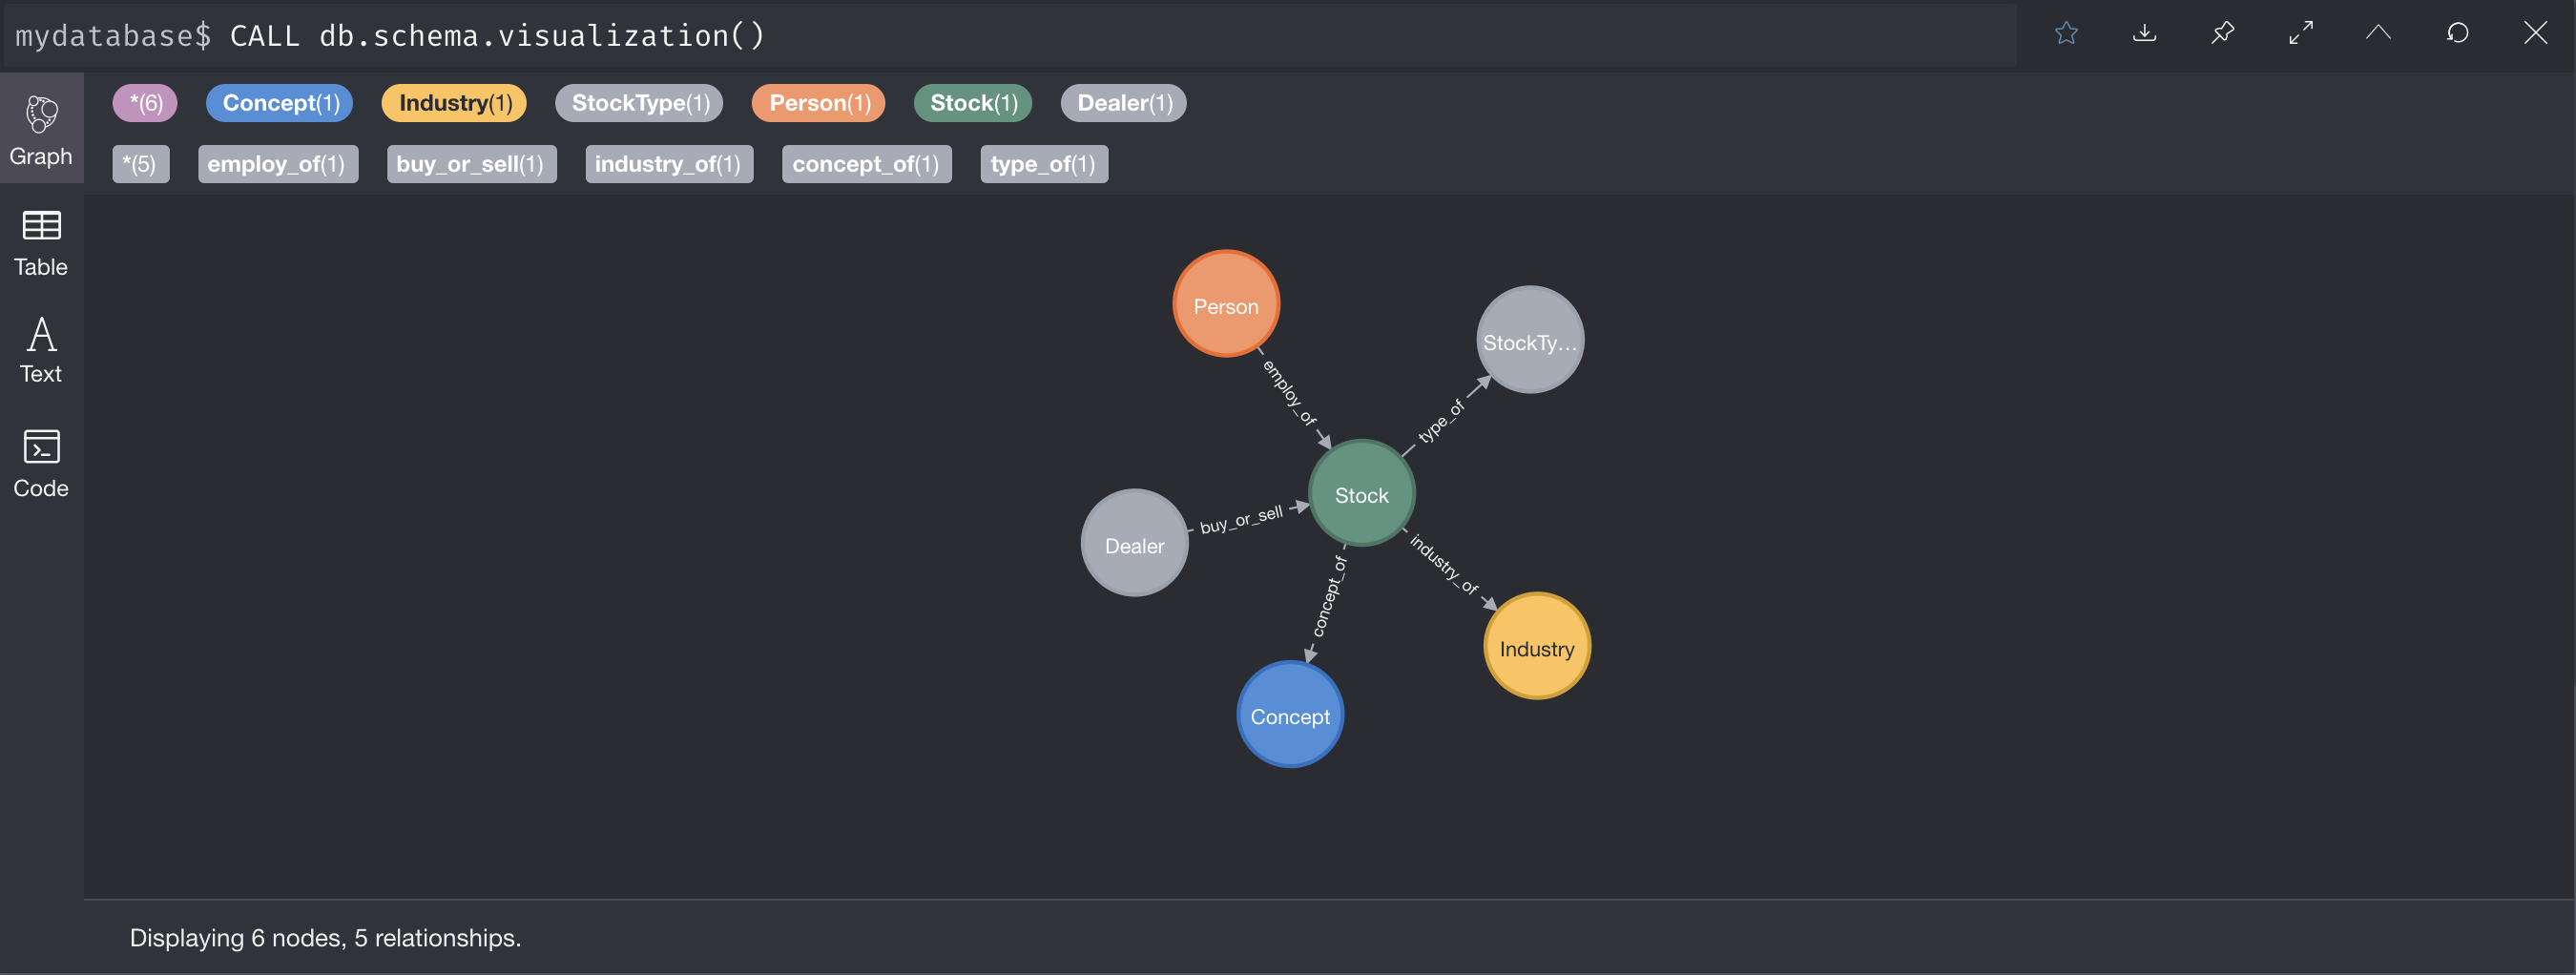 mydatabase$ CALL db.schema.visualization()
*(6) Concept(1) Industry(1) StockType(1) Person(1) Stock(1) Dealer(1)
*(5) employ_of(1) buy_or_sell(1) industry_of(1) concept_of(1) type_of(1)
Graph
Table
Text
Code
Person
StockTy...
employ_of
type_of
Stock
buy_or_sell
Dealer
industry_of
concept_of
Industry
Concept
Displaying 6 nodes, 5 relationships.